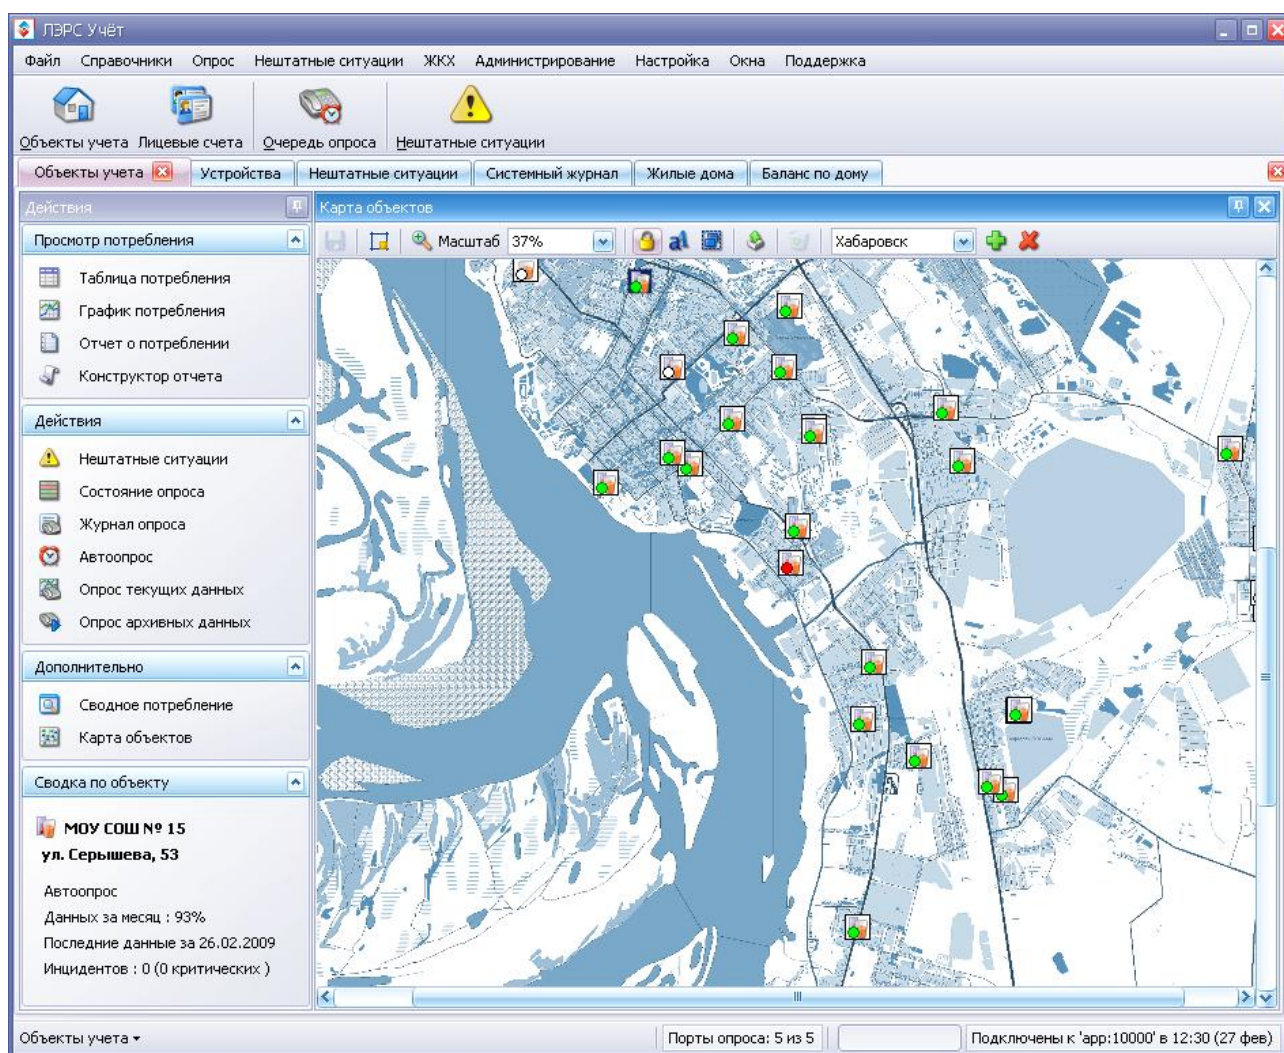 ЛЭРС Учёт
Файл Справочники Опрос Нештатные ситуации ЖКХ Администрирование Настройка Окна Поддержка
Объекты учета Лицевые счета Очередь опроса Нештатные ситуации
Объекты учета Устройства Нештатные ситуации Системный журнал Жилые дома Баланс по дому
Действия
Карта объектов
Просмотр потребления
Масштаб 37% Хабаровск
Таблица потребления
График потребления
Отчет о потреблении
Конструктор отчета
Действия
Нештатные ситуации
Состояние опроса
Журнал опроса
Автоопрос
Опрос текущих данных
Опрос архивных данных
Дополнительно
Сводное потребление
Карта объектов
Сводка по объекту
МОУ СОШ № 15
ул. Серышева, 53
Автоопрос
Данных за месяц : 93%
Последние данные за 26.02.2009
Инцидентов : 0 (0 критических )
Объекты учета
Порты опроса: 5 из 5
Подключены к 'app:10000' в 12:30 (27 фев)